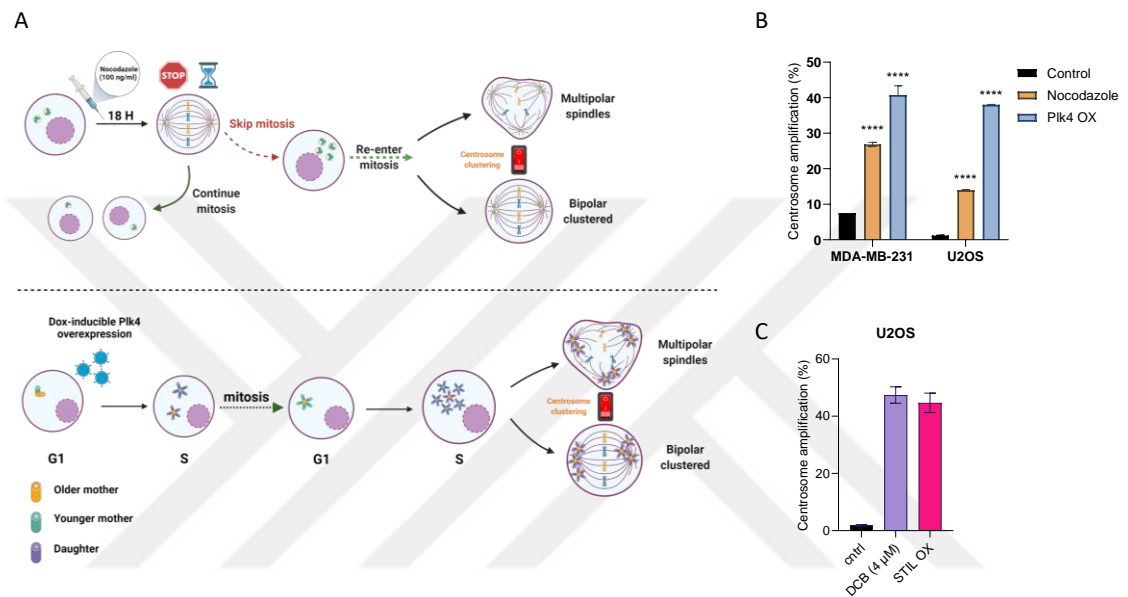 A
Nocodazole
(100 ng/ml)
STOP
18 H
Skip mitosis
Continue
mitosis
Re-enter
mitosis
Multipolar
spindles
Centrosome
clustering
Bipolar
clustered
Dox-inducible Plk4
overexpression
mitosis
G1
S
G1
S
Multipolar
spindles
Centrosome
clustering
Bipolar
clustered
Older mother
Younger mother
Daughter
B
Centrosome amplification (%)
50
40
30
20
10
0
****
****
****
****
MDA-MB-231
U2OS
Control
Nocodazole
Plk4 OX
C
U2OS
Centrosome amplification (%)
60
40
20
0
cntrl
DCB (4 µM)
STIL OX